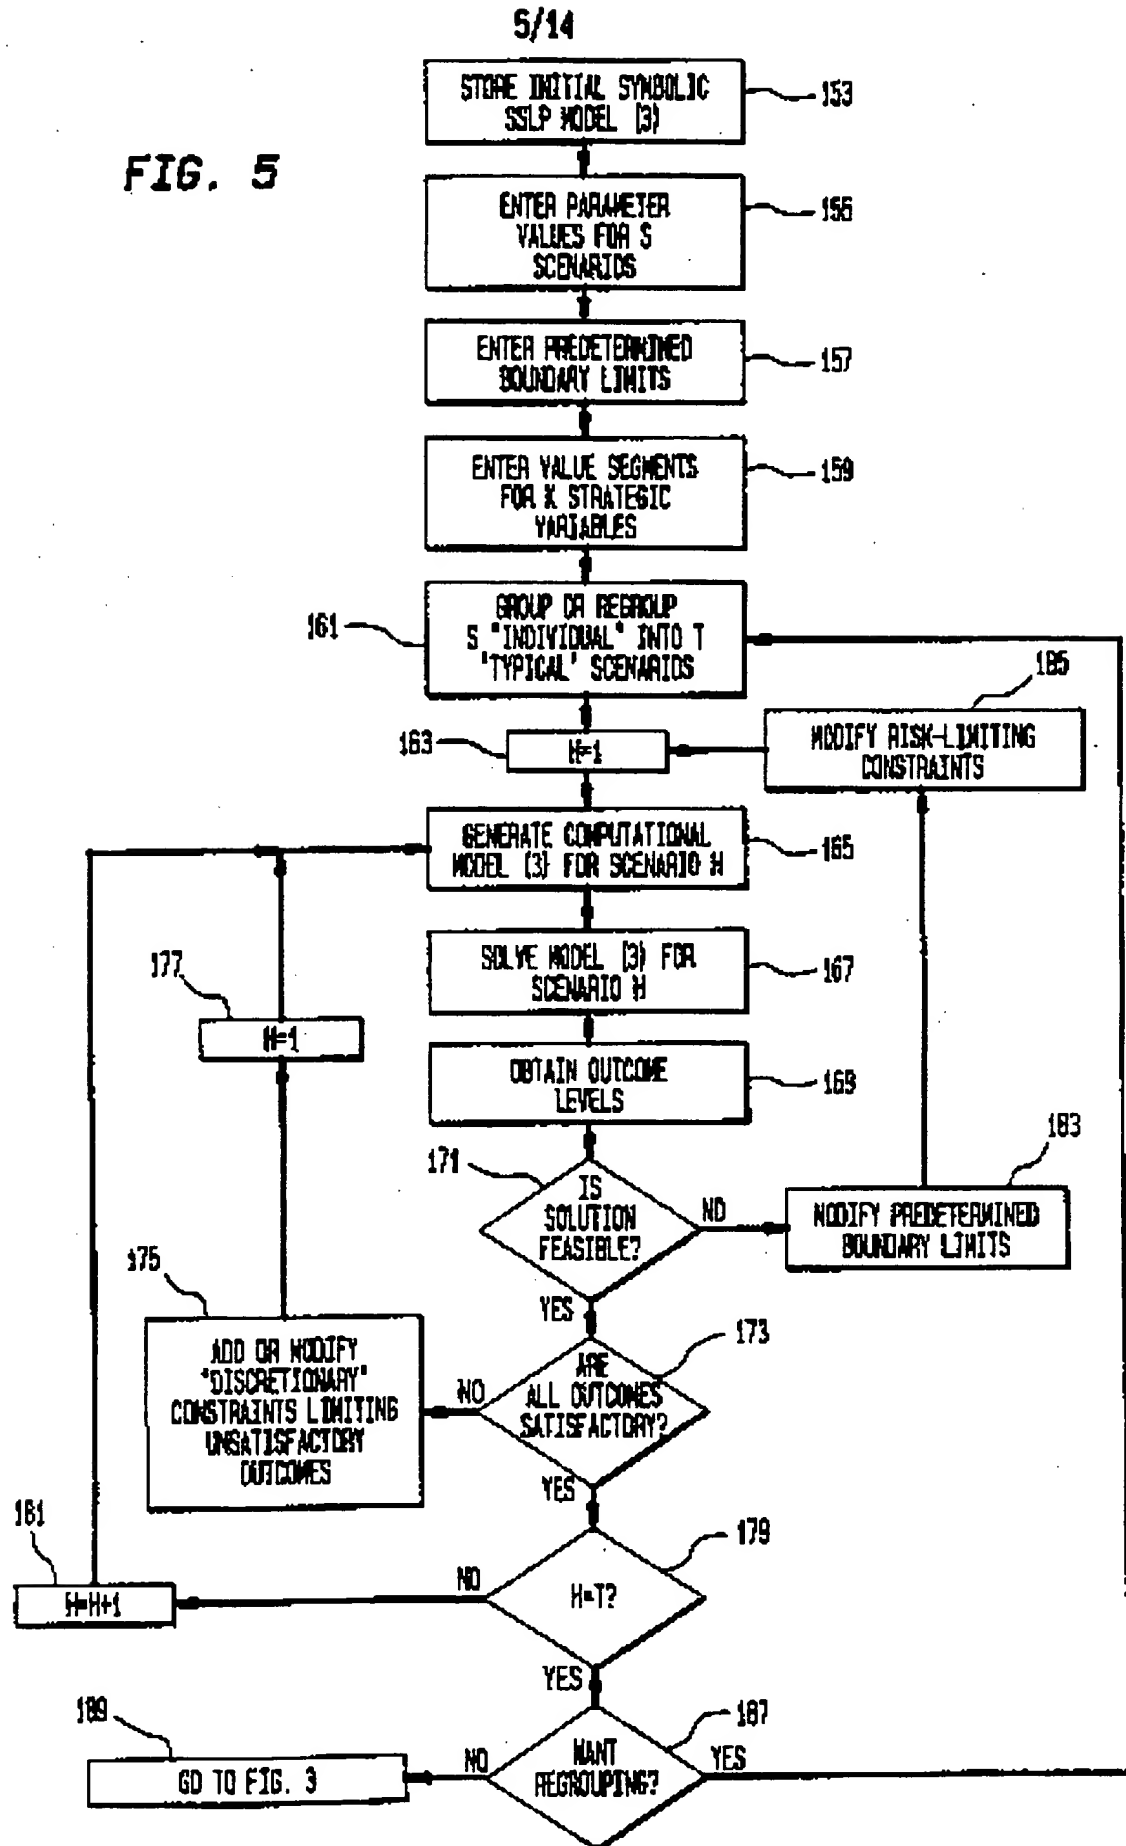 5/14
FIG. 5
STORE INITIAL SYMBOLIC
SSLP MODEL (3)
153
ENTER PARAMETER
VALUES FOR S
SCENARIOS
155
ENTER PREDETERMINED
BOUNDARY LIMITS
157
ENTER VALUE SEGMENTS
FOR K STRATEGIC
VARIABLES
159
GROUP OR REGROUP
S "INDIVIDUAL" INTO T
"TYPICAL" SCENARIOS
161
H=1
163
MODIFY RISK-LIMITING
CONSTRAINTS
185
GENERATE COMPUTATIONAL
MODEL (3) FOR SCENARIO H
165
SOLVE MODEL (3) FOR
SCENARIO H
167
177
H=1
OBTAIN OUTCOME
LEVELS
169
171
IS
SOLUTION
FEASIBLE?
NO
183
MODIFY PREDETERMINED
BOUNDARY LIMITS
YES
175
ADD OR MODIFY
"DISCRETIONARY"
CONSTRAINTS LIMITING
UNSATISFACTORY
OUTCOMES
NO
ARE
ALL OUTCOMES
SATISFACTORY?
173
YES
181
H=H+1
NO
H=T?
179
YES
189
GO TO FIG. 3
NO
WANT
REGROUPING?
187
YES